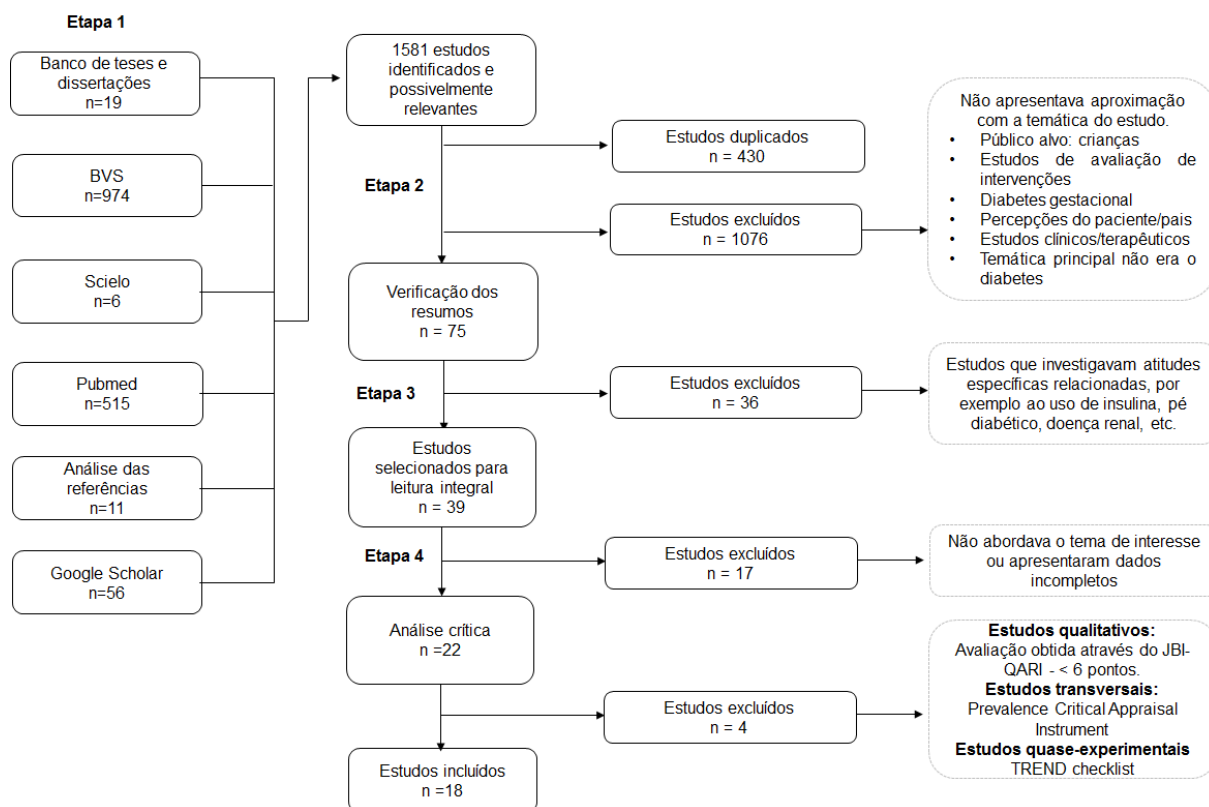 Etapa 1
Banco de teses e
dissertações
n=19
BVS
n=974
Scielo
n=6
Pubmed
n=515
Análise das
referências
n=11
Google Scholar
n=56
1581 estudos
identificados e
possivelmente
relevantes
Etapa 2
Estudos duplicados
n = 430
Estudos excluídos
n = 1076
Não apresentava aproximação
com a temática do estudo.
• Público alvo: crianças
• Estudos de avaliação de
intervenções
• Diabetes gestacional
• Percepções do paciente/pais
• Estudos clínicos/terapêuticos
• Temática principal não era o
diabetes
Verificação dos
resumos
n = 75
Etapa 3
Estudos excluídos
n = 36
Estudos que investigavam atitudes
específicas relacionadas, por
exemplo ao uso de insulina, pé
diabético, doença renal, etc.
Estudos
selecionados para
leitura integral
n = 39
Etapa 4
Estudos excluídos
n = 17
Não abordava o tema de interesse
ou apresentaram dados
incompletos
Análise crítica
n =22
Estudos excluídos
n = 4
Estudos qualitativos:
Avaliação obtida através do JBI-
QARI - < 6 pontos.
Estudos transversais:
Prevalence Critical Appraisal
Instrument
Estudos quase-experimentais
TREND checklist
Estudos incluídos
n =18